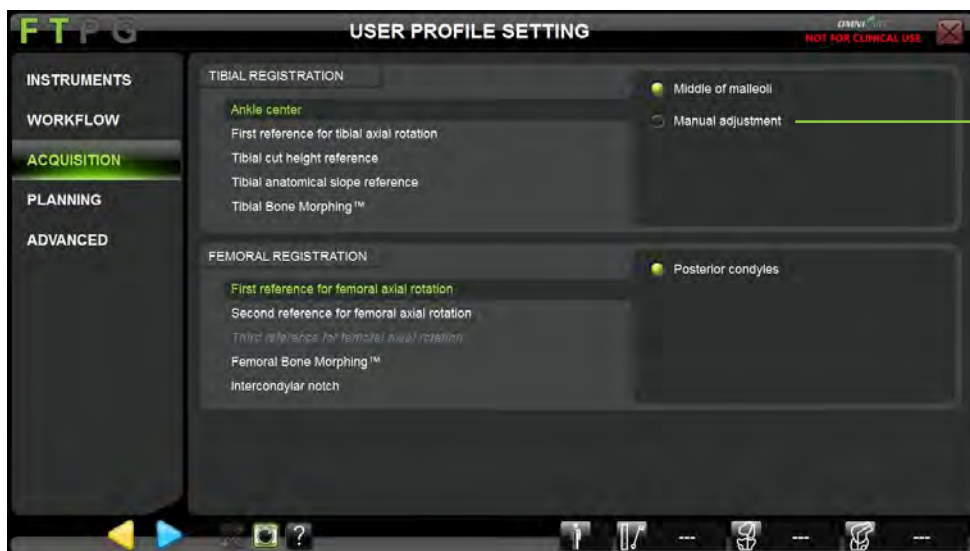 FTPG
USER PROFILE SETTING
NOT FOR CLINICAL USE
INSTRUMENTS
WORKFLOW
ACQUISITION
PLANNING
ADVANCED
TIBIAL REGISTRATION
Ankle center
First reference for tibial axial rotation
Tibial cut height reference
Tibial anatomical slope reference
Tibial Bone Morphing™
Middle of malleoli
Manual adjustment
FEMORAL REGISTRATION
First reference for femoral axial rotation
Second reference for femoral axial rotation
Third reference for femoral axial rotation
Femoral Bone Morphing™
Intercondylar notch
Posterior condyles
?
--- --- ---